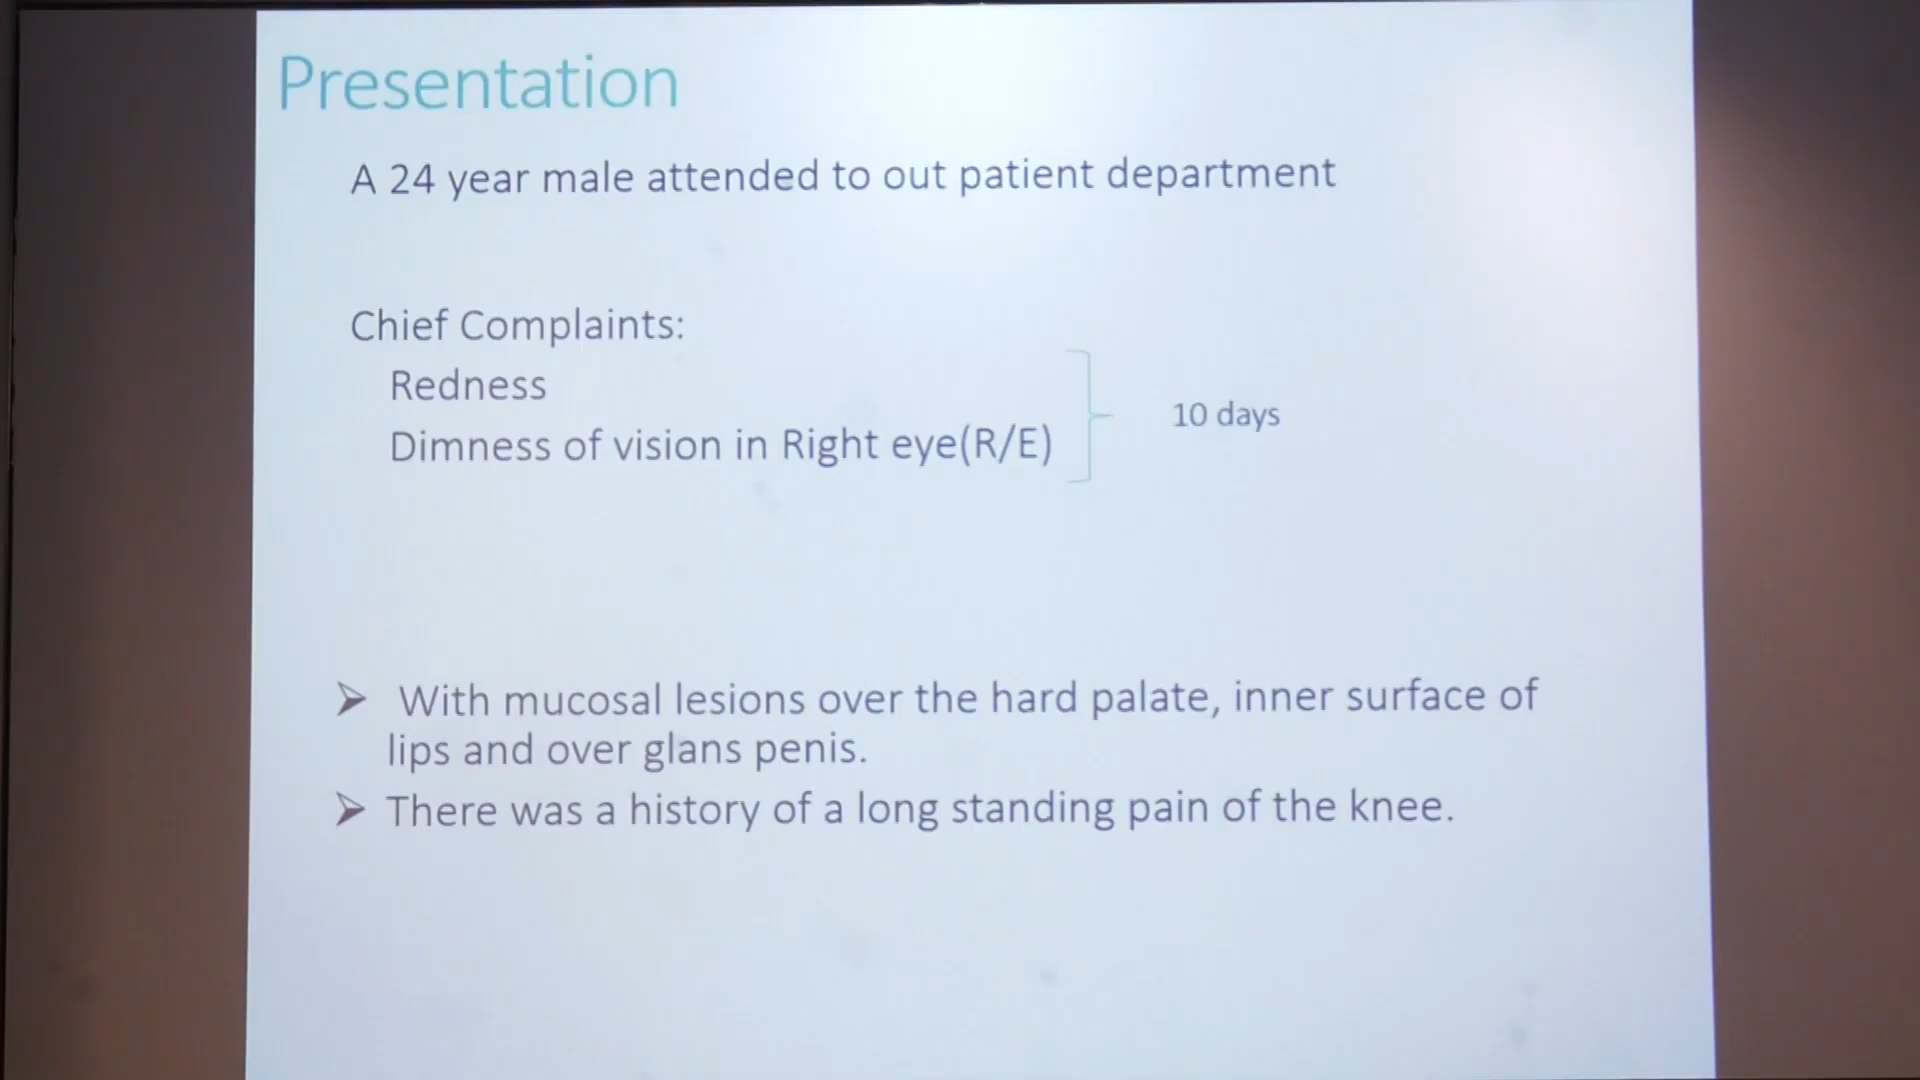 Presentation
A 24 year male attended to out patient department
Chief Complaints:
Redness
Dimness of vision in Right eye(R/E)
10 days
➢ With mucosal lesions over the hard palate, inner surface of
lips and over glans penis.
➢ There was a history of a long standing pain of the knee.